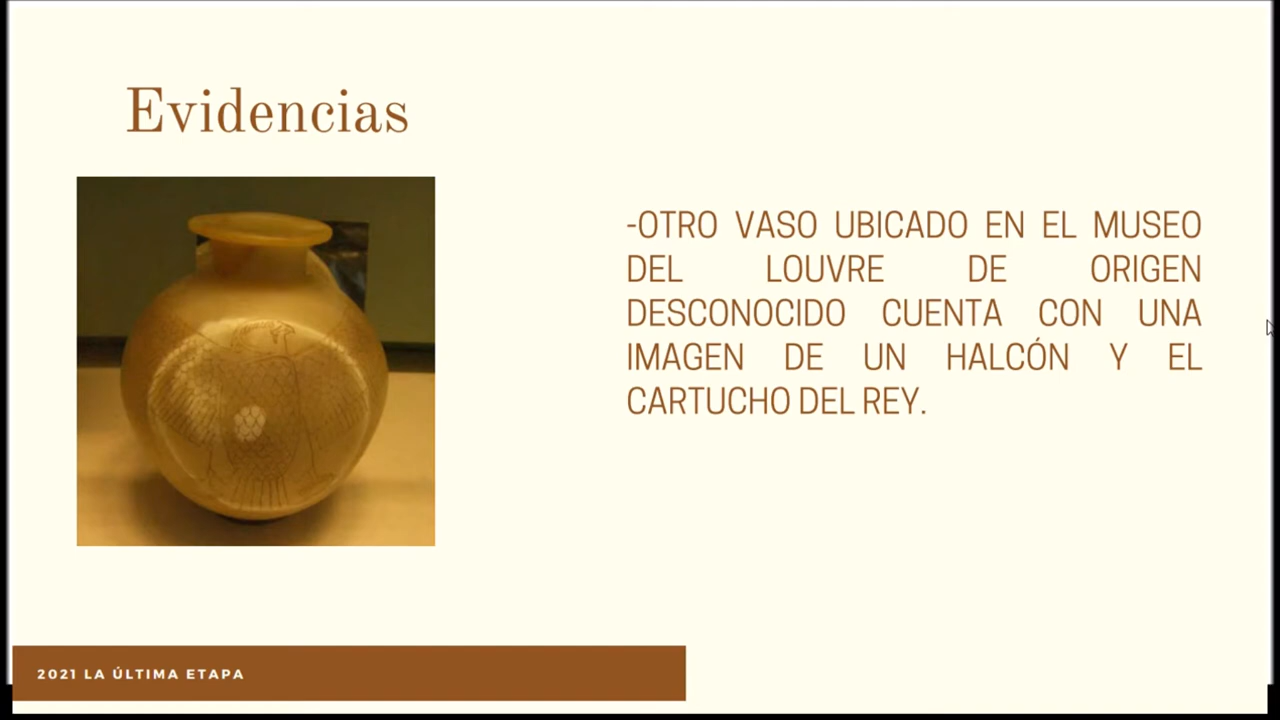 Evidencias
-OTRO VASO UBICADO EN EL MUSEO
DEL LOUVRE DE ORIGEN
DESCONOCIDO CUENTA CON UNA
IMAGEN DE UN HALCÓN Y EL
CARTUCHO DEL REY.
2021 LA ÚLTIMA ETAPA